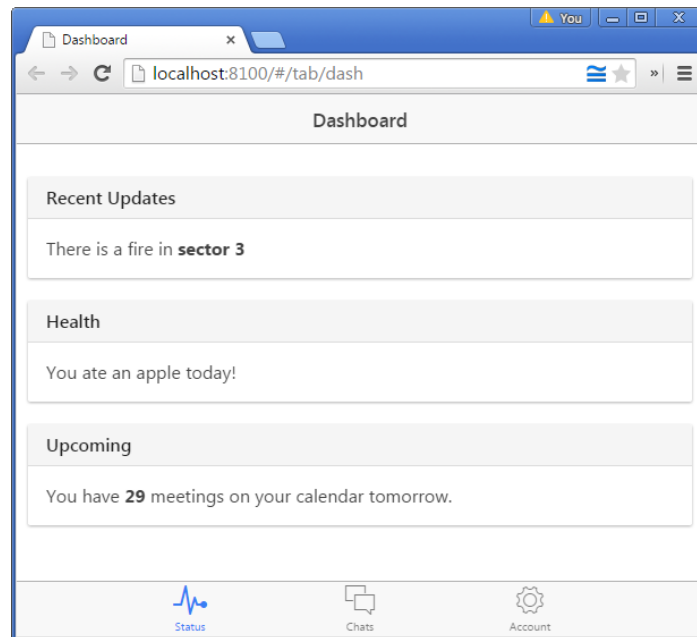 You
Dashboard
localhost:8100/#/tab/dash
Dashboard
Recent Updates
There is a fire in sector 3
Health
You ate an apple today!
Upcoming
You have 29 meetings on your calendar tomorrow.
Status Chats Account